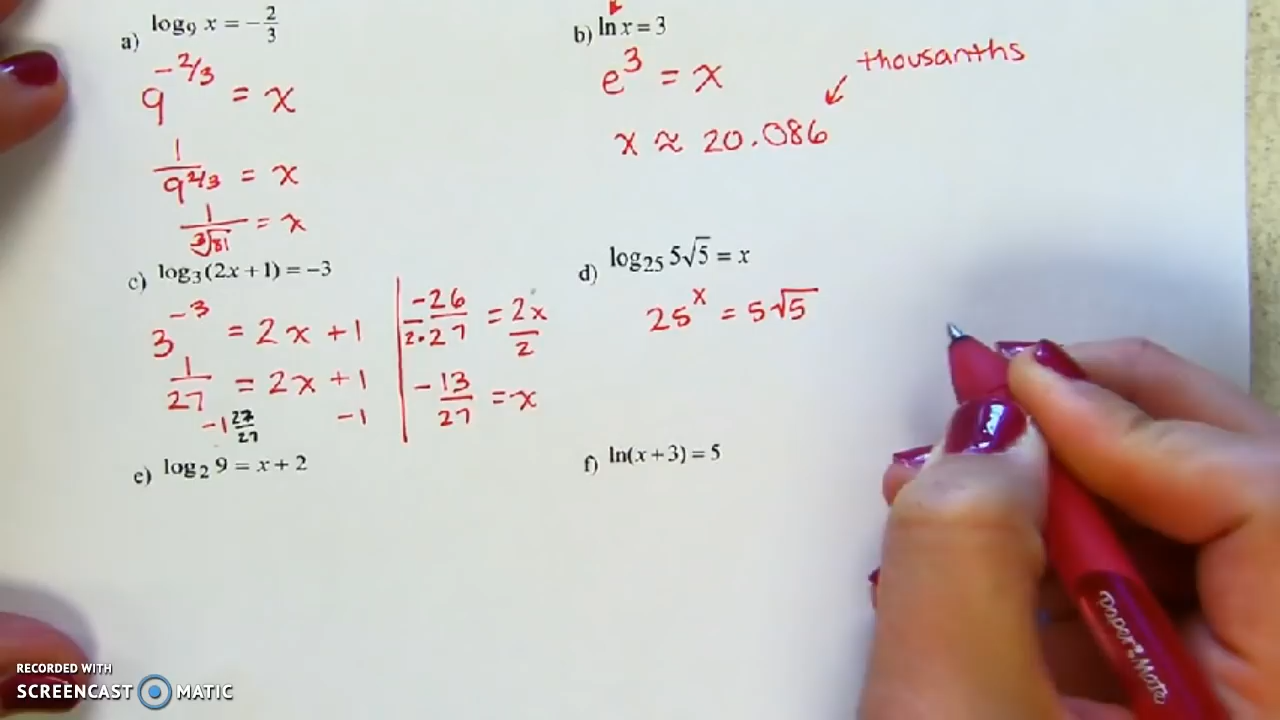 a) log₉ x = -2/3
9^(-2/3) = x
1/9^(2/3) = x
1/∛81 = x
b) ln x = 3
e³ = x
x ≈ 20.086
thousanths
c) log₃(2x+1) = -3
3^(-3) = 2x + 1
1/27 = 2x + 1
-1 27/27 -1
-26/2·27 = 2x/2
-13/27 = x
d) log₂₅ 5√5 = x
25^x = 5√5
e) log₂ 9 = x + 2
f) ln(x+3) = 5
paper:mate
RECORDED WITH
SCREENCAST MATIC